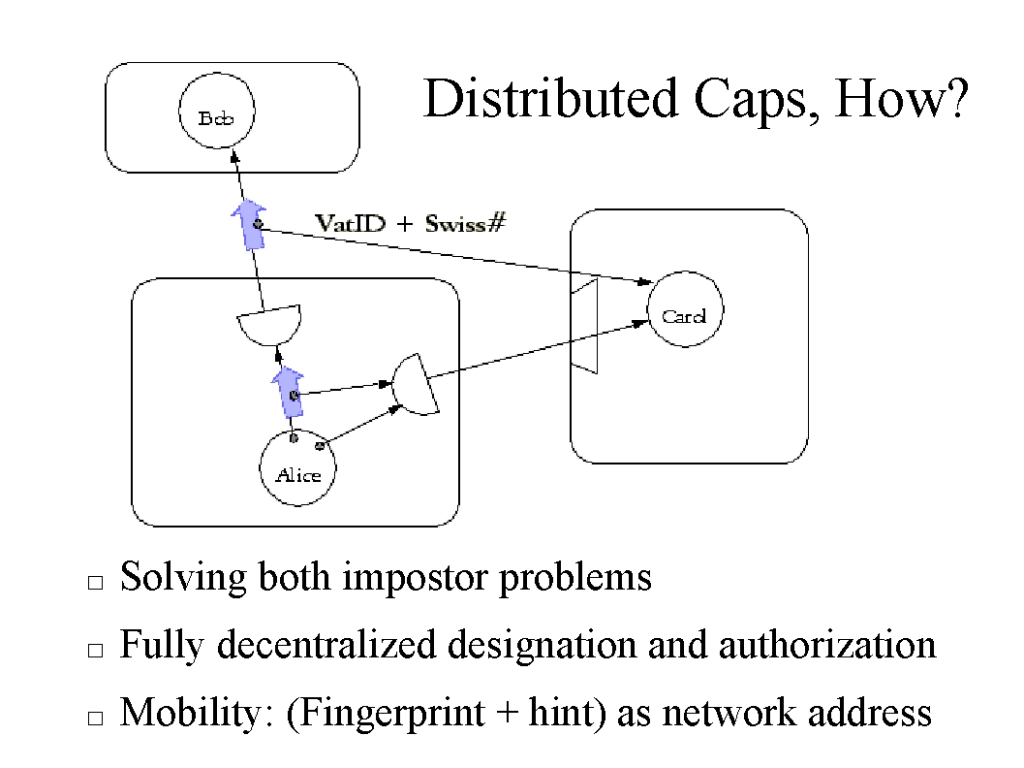 Distributed Caps, How?
Bob
VatID + Swiss#
Carol
Alice
Solving both impostor problems
Fully decentralized designation and authorization
Mobility: (Fingerprint + hint) as network address